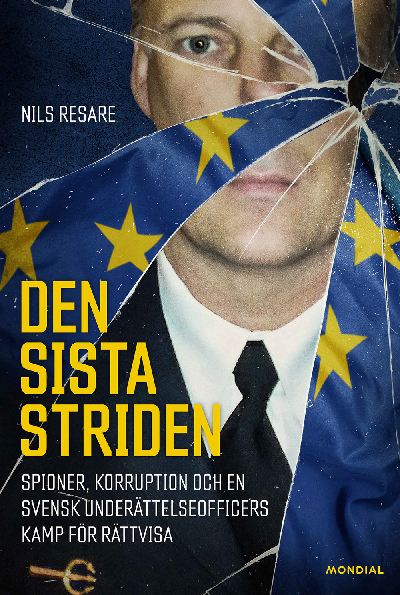 NILS RESARE
DEN
SISTA
STRIDEN
SPIONER, KORRUPTION OCH EN
SVENSK UNDERÄTTELSEOFFICERS
KAMP FÖR RÄTTVISA
MONDIAL